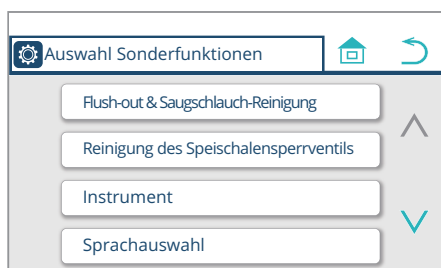 Auswahl Sonderfunktionen
Flush-out & Saugschlauch-Reinigung
Reinigung des Speischalensperrventils
Instrument
Sprachauswahl